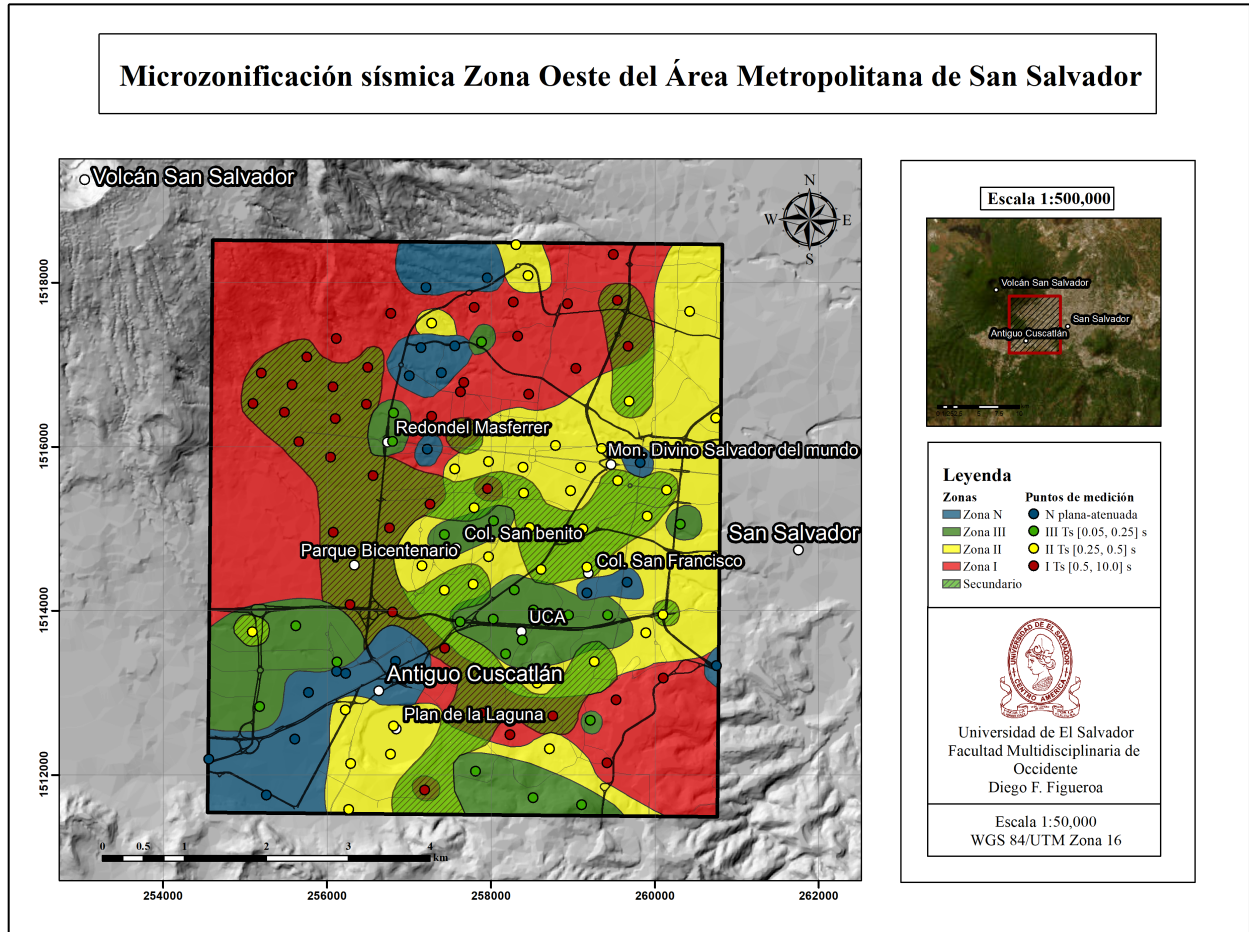 Microzonificación sísmica Zona Oeste del Área Metropolitana de San Salvador
Volcán San Salvador
N
W E
S
1518000
1516000
1514000
1512000
Redondel Masferrer
Mon. Divino Salvador del mundo
Col. San benito
San Salvador
Parque Bicentenario
Col. San Francisco
UCA
Antiguo Cuscatlán
Plan de la Laguna
0 0.5 1 2 3 4
km
254000 256000 258000 260000 262000
Escala 1:500,000
Volcán San Salvador
San Salvador
Antiguo Cuscatlán
Leyenda
Zonas Puntos de medición
Zona N N plana-atenuada
Zona III III Ts [0.05, 0.25] s
Zona II II Ts [0.25, 0.5] s
Zona I I Ts [0.5, 10.0] s
Secundario
UNIVERSIDAD DE EL SALVADOR
CENTRO AMERICA
Universidad de El Salvador
Facultad Multidisciplinaria de
Occidente
Diego F. Figueroa
Escala 1:50,000
WGS 84/UTM Zona 16